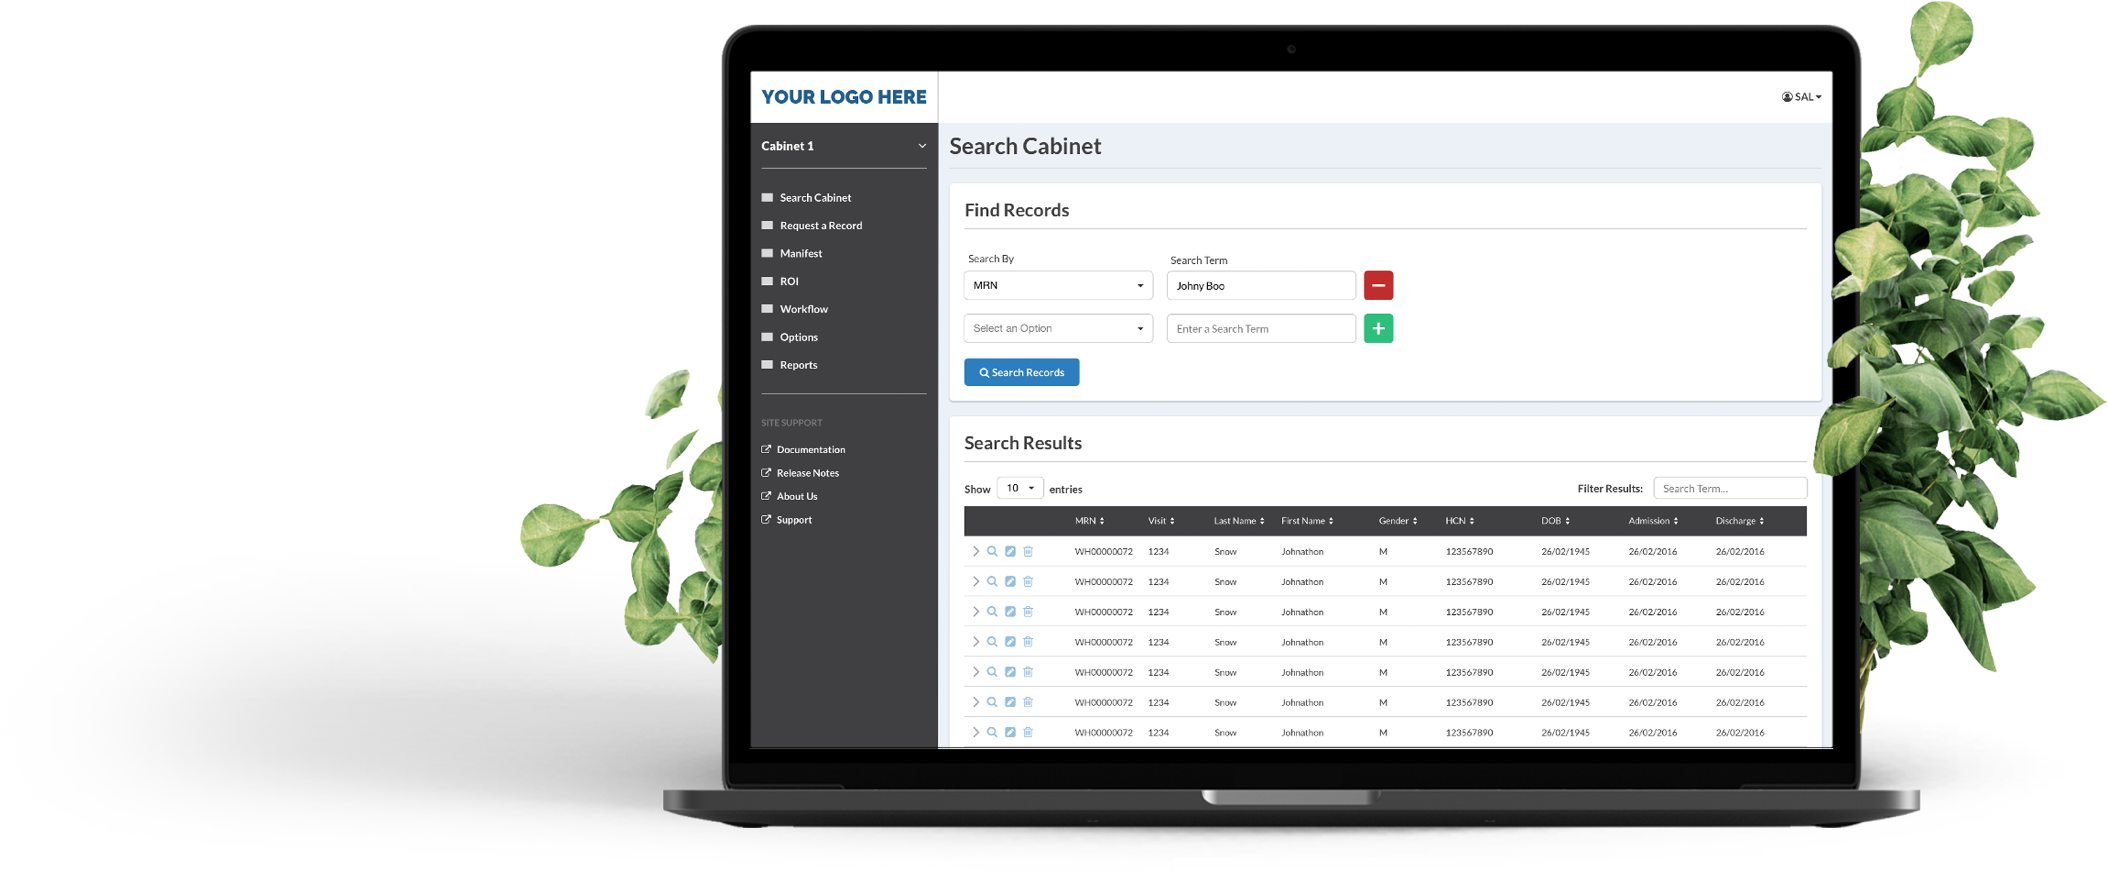 YOUR LOGO HERE
SAL
Cabinet 1
Search Cabinet
Request a Record
Manifest
ROI
Workflow
Options
Reports
SITE SUPPORT
Documentation
Release Notes
About Us
Support
Search Cabinet
Find Records
Search By Search Term
MRN Johny Boo
Select an Option Enter a Search Term
Search Records
Search Results
Show 10 entries Filter Results: Search Term...
MRN Visit Last Name First Name Gender HCN DOB Admission Discharge
WH00000072 1234 Snow Johnathon M 123567890 26/02/1945 26/02/2016 26/02/2016
WH00000072 1234 Snow Johnathon M 123567890 26/02/1945 26/02/2016 26/02/2016
WH00000072 1234 Snow Johnathon M 123567890 26/02/1945 26/02/2016 26/02/2016
WH00000072 1234 Snow Johnathon M 123567890 26/02/1945 26/02/2016 26/02/2016
WH00000072 1234 Snow Johnathon M 123567890 26/02/1945 26/02/2016 26/02/2016
WH00000072 1234 Snow Johnathon M 123567890 26/02/1945 26/02/2016 26/02/2016
WH00000072 1234 Snow Johnathon M 123567890 26/02/1945 26/02/2016 26/02/2016